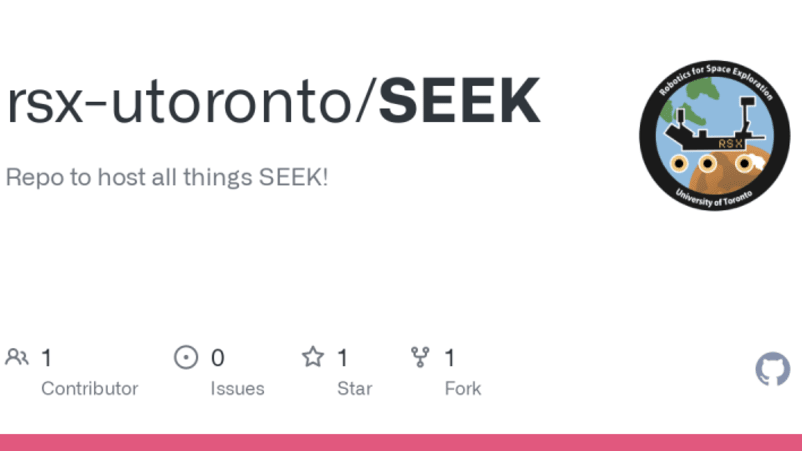 rsx-utoronto/SEEK
Robotics for Space Exploration
RSX
University of Toronto
Repo to host all things SEEK!
1
Contributor
0
Issues
1
Star
1
Fork